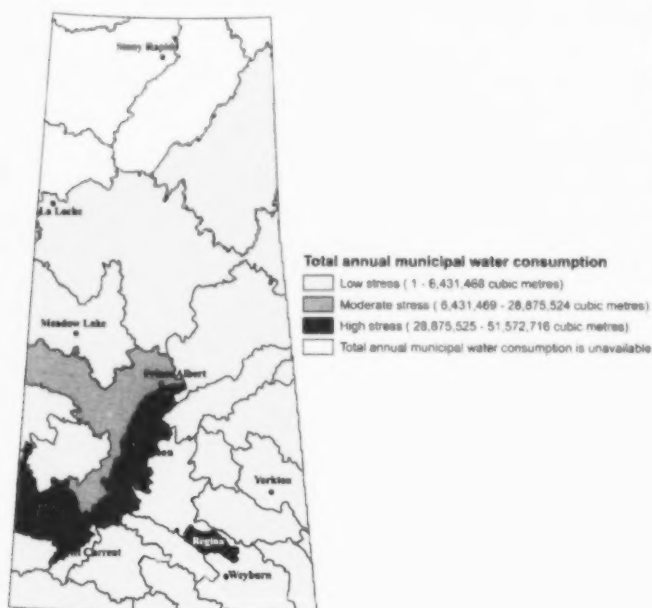 Stony Rapids
La Loche
Total annual municipal water consumption
Low stress ( 1 - 6,431,468 cubic metres)
Moderate stress ( 6,431,469 - 28,875,524 cubic metres)
Meadow Lake
High stress ( 28,875,525 - 51,572,716 cubic metres)
Total annual municipal water consumption is unavailable
Prince Albert
Yorkton
Regina
Current
Weyburn